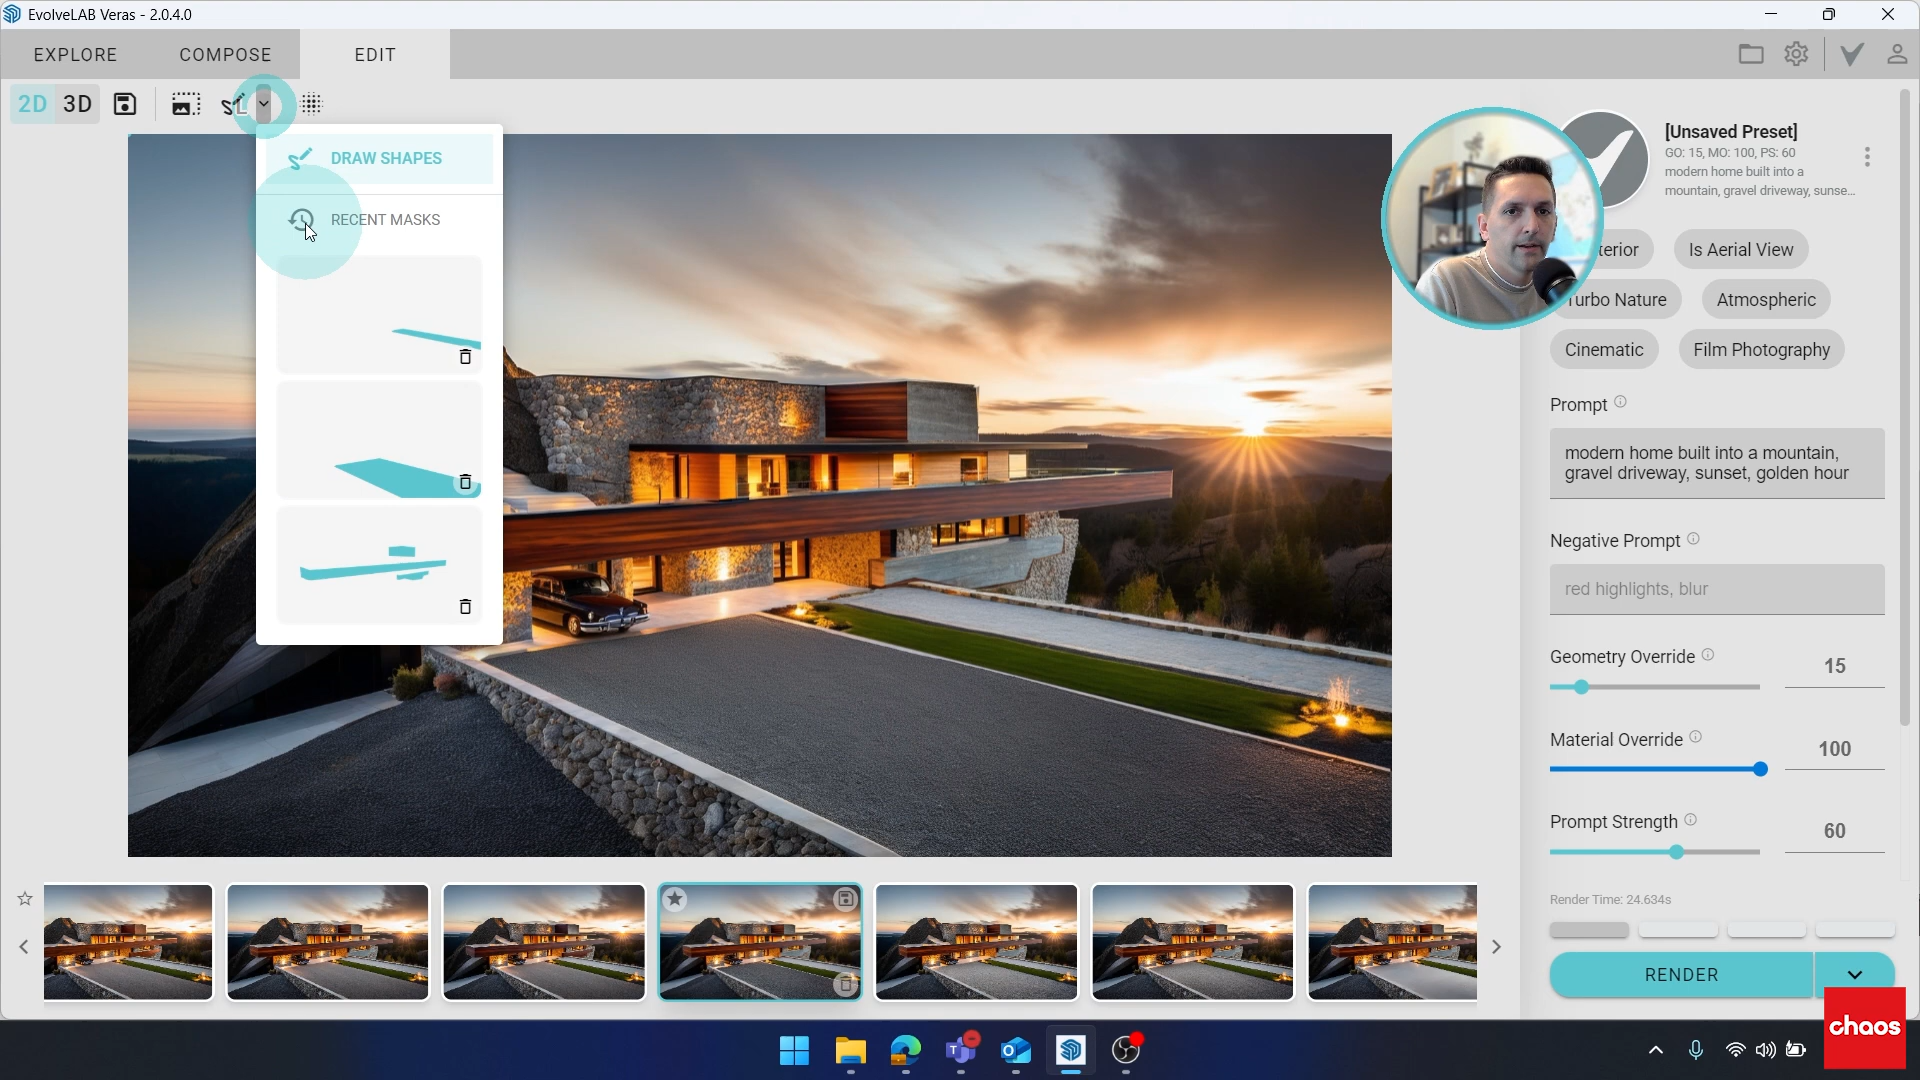 EvolveLAB Veras - 2.0.4.0
EXPLORE
COMPOSE
EDIT
2D
3D
DRAW SHAPES
RECENT MASKS
[Unsaved Preset]
GO: 15, MO: 100, PS: 60
modern home built into a
mountain, gravel driveway, sunse...
terior
Is Aerial View
Turbo Nature
Atmospheric
Cinematic
Film Photography
Prompt
modern home built into a mountain,
gravel driveway, sunset, golden hour
Negative Prompt
red highlights, blur
Geometry Override
15
Material Override
100
Prompt Strength
60
Render Time: 24.634s
RENDER
chaos